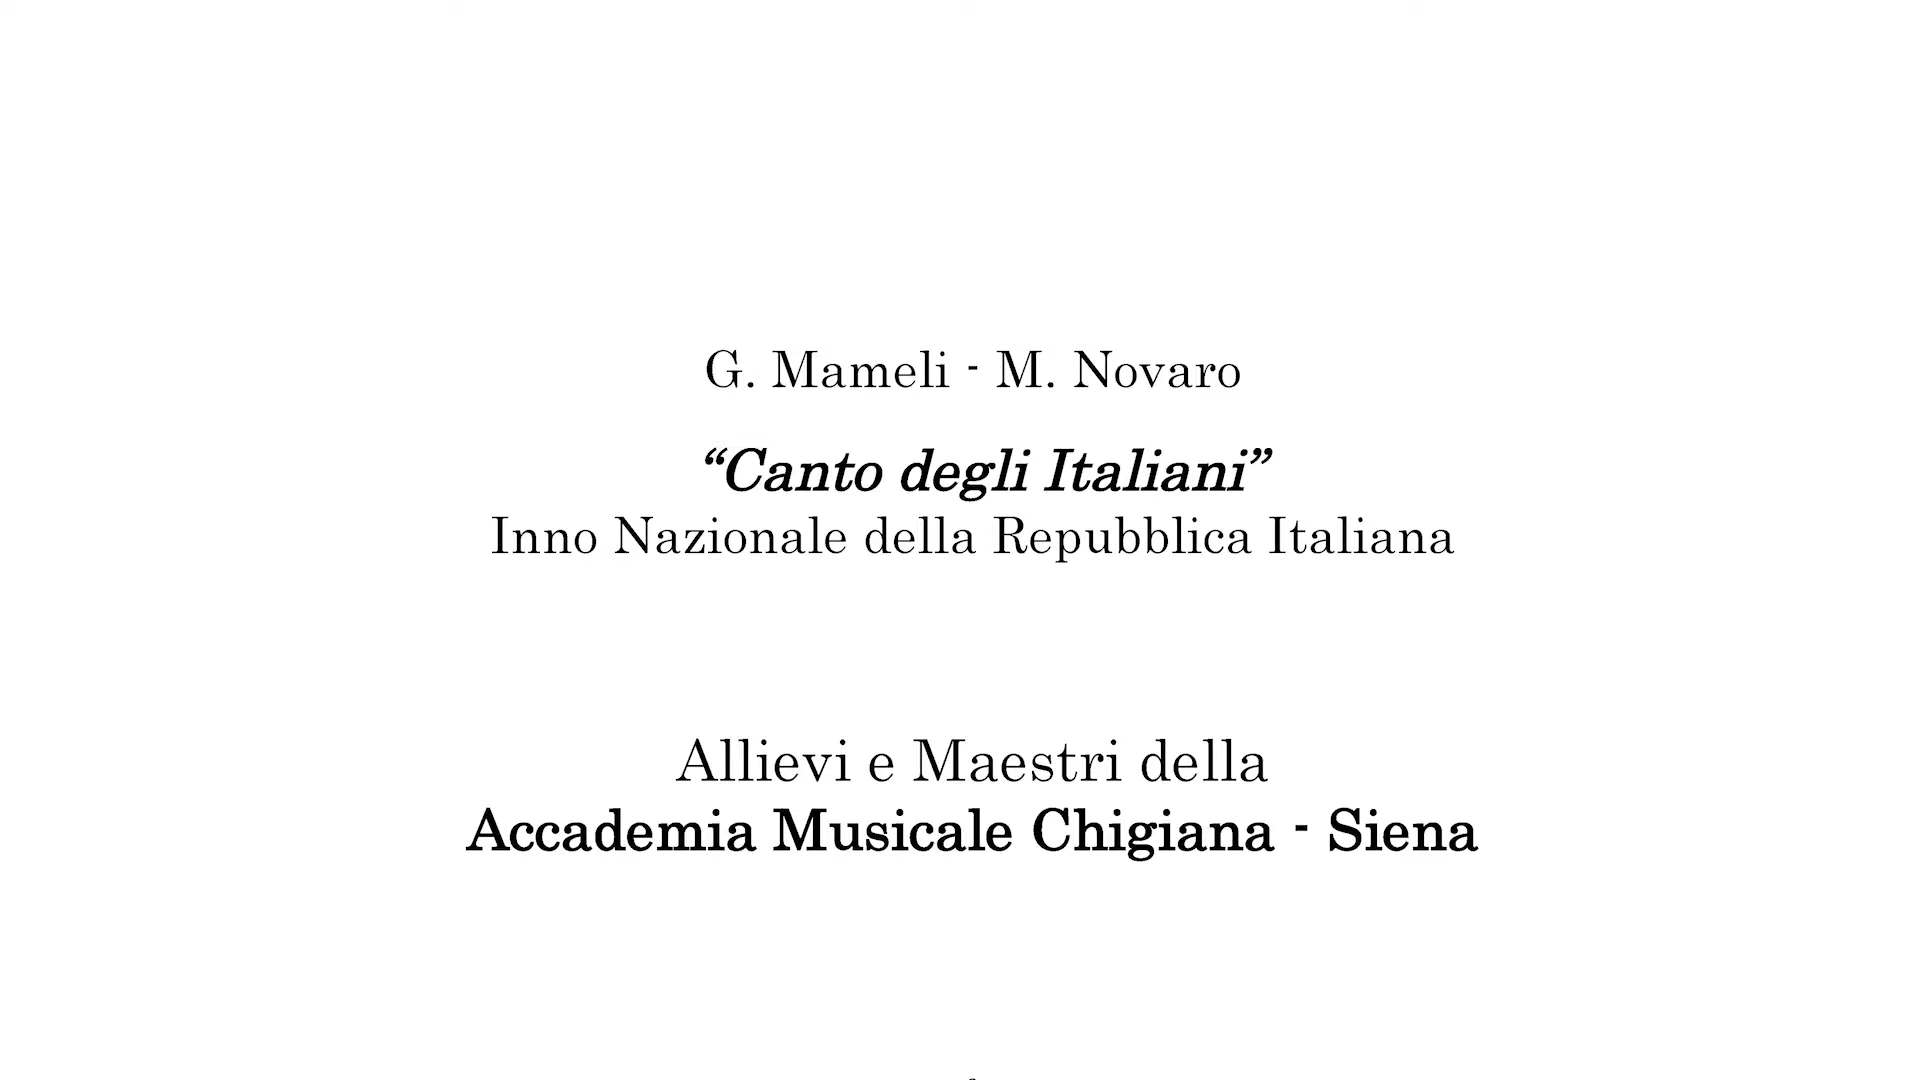 G. Mameli - M. Novaro
“Canto degli Italiani”
Inno Nazionale della Repubblica Italiana
Allievi e Maestri della
Accademia Musicale Chigiana - Siena